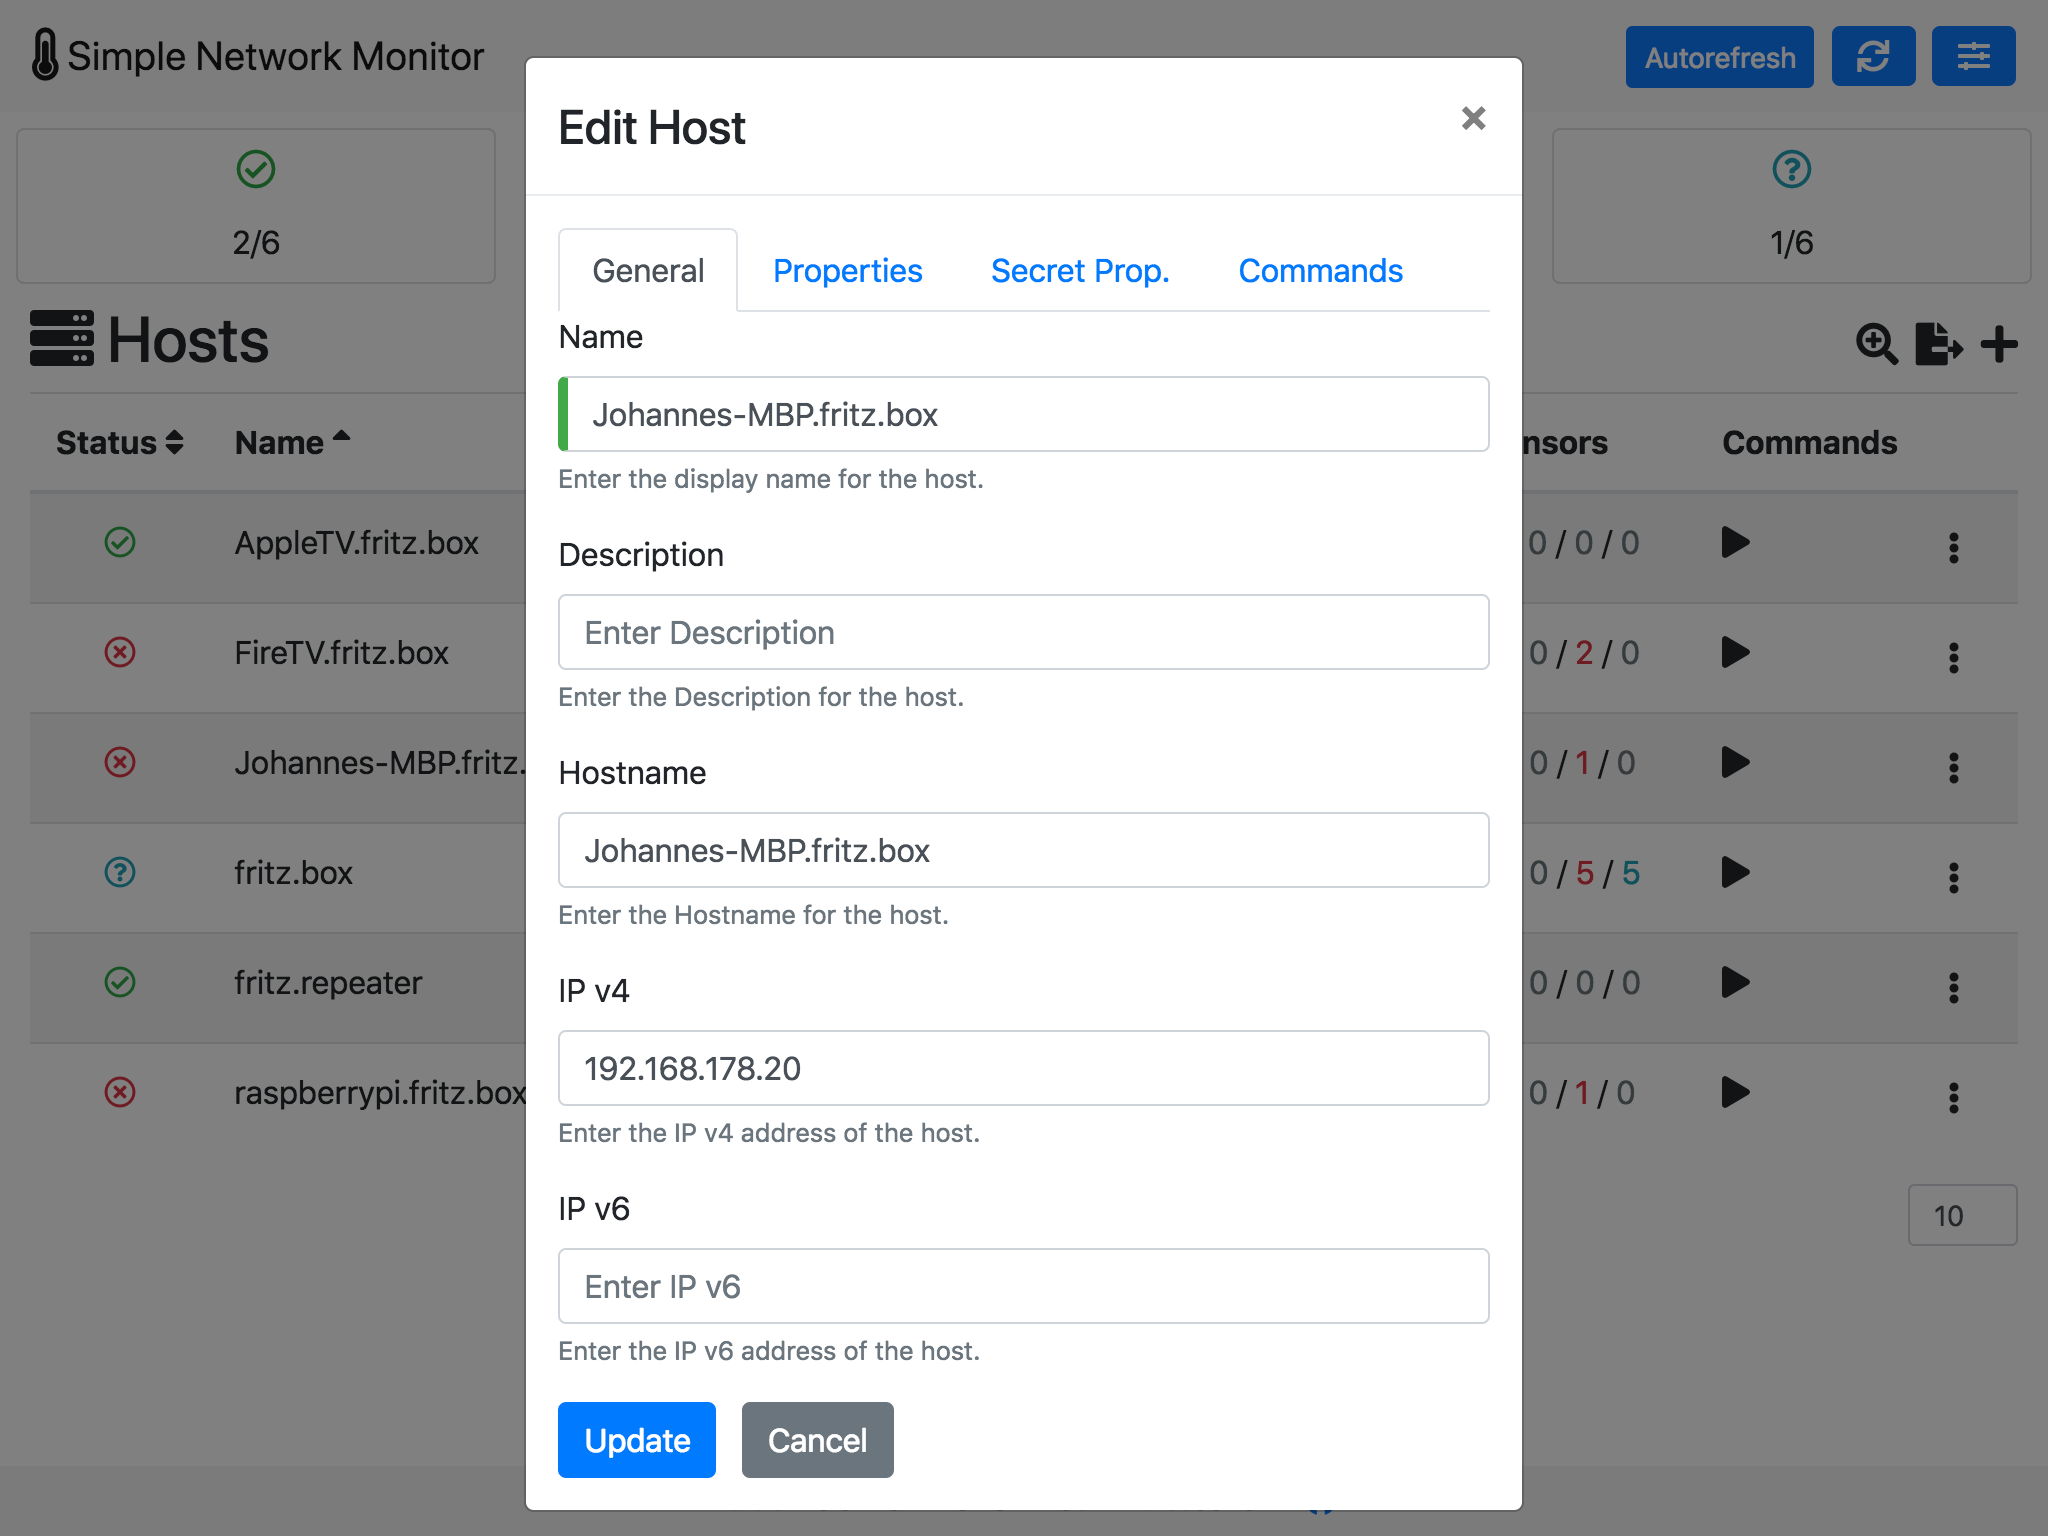 Simple Network Monitor
Autorefresh
2/6
1/6
Hosts
Status Name
nsors Commands
AppleTV.fritz.box
0 / 0 / 0
FireTV.fritz.box
0 / 2 / 0
Johannes-MBP.fritz.
0 / 1 / 0
fritz.box
0 / 5 / 5
fritz.repeater
0 / 0 / 0
raspberrypi.fritz.box
0 / 1 / 0
10
Edit Host
×
General Properties Secret Prop. Commands
Name
Johannes-MBP.fritz.box
Enter the display name for the host.
Description
Enter Description
Enter the Description for the host.
Hostname
Johannes-MBP.fritz.box
Enter the Hostname for the host.
IP v4
192.168.178.20
Enter the IP v4 address of the host.
IP v6
Enter IP v6
Enter the IP v6 address of the host.
Update Cancel